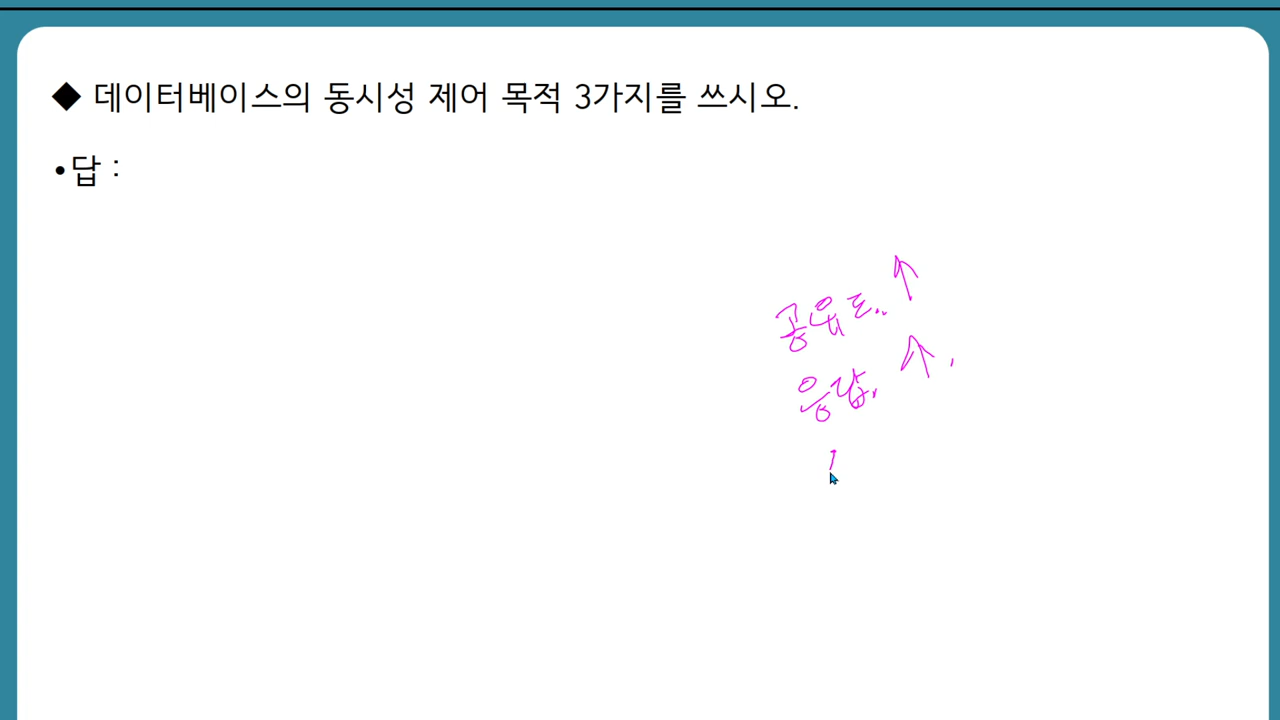 ◆ 데이터베이스의 동시성 제어 목적 3가지를 쓰시오.
•답 :
공유도.. ↑
응답. ↑